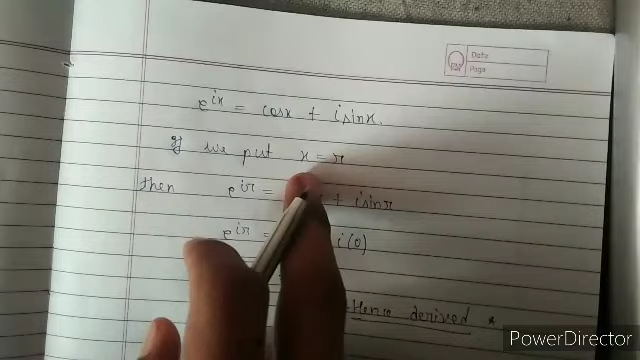 Date
Page
e^{ix} = cosx + isinx.
If we put x = π
then e^{iπ} = + isinπ
e^{iπ} = i(0)
Hence derived *
PowerDirector